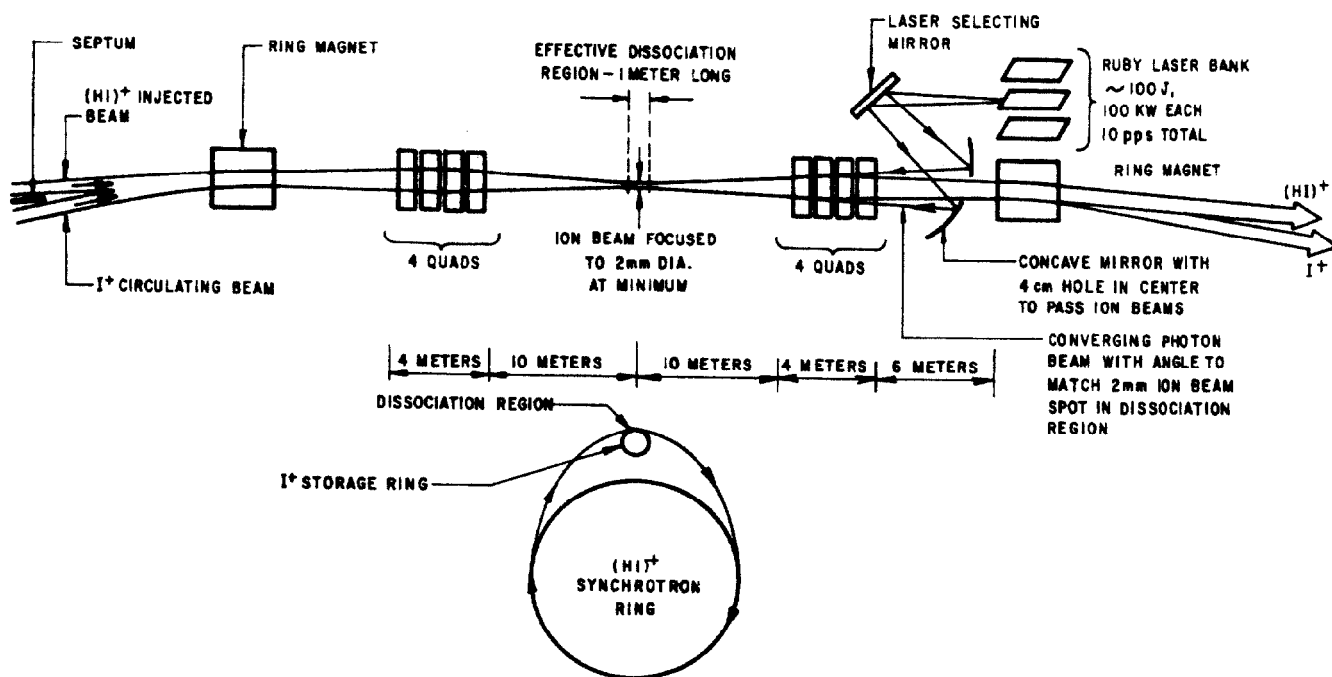 SEPTUM
(HI)⁺ INJECTED
BEAM
RING MAGNET
I⁺ CIRCULATING BEAM
EFFECTIVE DISSOCIATION
REGION-1 METER LONG
4 QUADS
ION BEAM FOCUSED
TO 2mm DIA.
AT MINIMUM
4 QUADS
LASER SELECTING
MIRROR
RUBY LASER BANK
~100 J,
100 KW EACH
10 pps TOTAL
RING MAGNET
(HI)⁺
I⁺
CONCAVE MIRROR WITH
4 cm HOLE IN CENTER
TO PASS ION BEAMS
CONVERGING PHOTON
BEAM WITH ANGLE TO
MATCH 2mm ION BEAM
SPOT IN DISSOCIATION
REGION
4 METERS
10 METERS
10 METERS
4 METERS
6 METERS
DISSOCIATION REGION
I⁺ STORAGE RING
(HI)⁺
SYNCHROTRON
RING